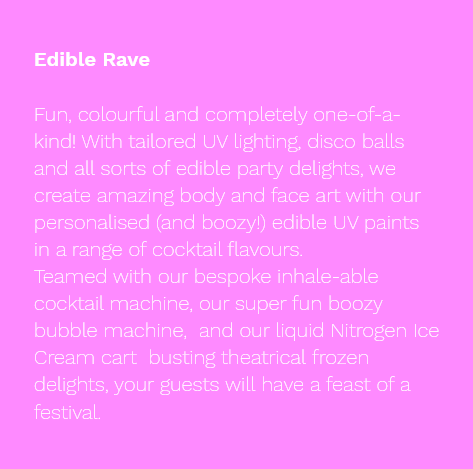 Edible Rave
Fun, colourful and completely one-of-a-
kind! With tailored UV lighting, disco balls
and all sorts of edible party delights, we
create amazing body and face art with our
personalised (and boozy!) edible UV paints
in a range of cocktail flavours.
Teamed with our bespoke inhale-able
cocktail machine, our super fun boozy
bubble machine,  and our liquid Nitrogen Ice
Cream cart  busting theatrical frozen
delights, your guests will have a feast of a
festival.